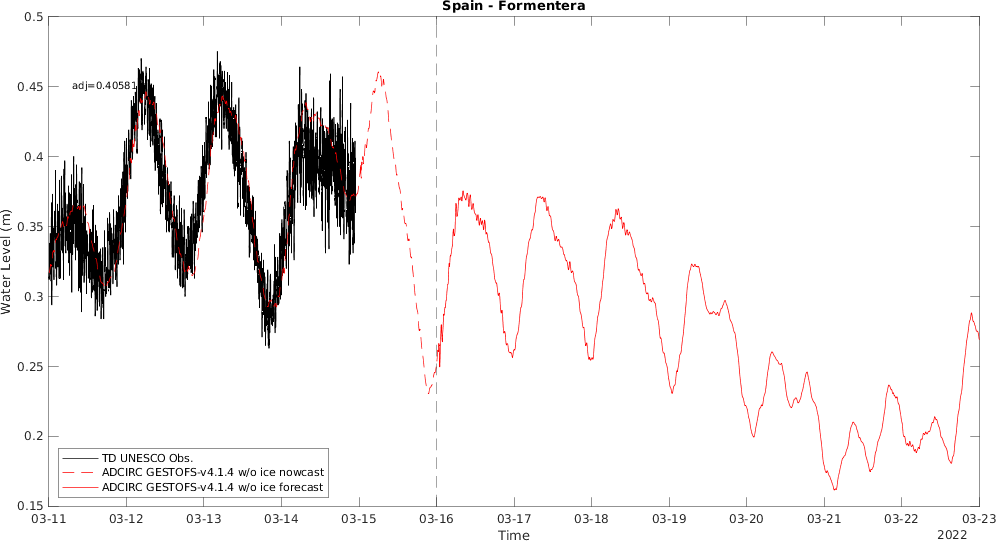 Spain - Formentera
0.5
0.45
0.4
0.35
0.3
0.25
0.2
0.15
Water Level (m)
adj=0.40581
TD UNESCO Obs.
ADCIRC GESTOFS-v4.1.4 w/o ice nowcast
ADCIRC GESTOFS-v4.1.4 w/o ice forecast
03-11 03-12 03-13 03-14 03-15 03-16 03-17 03-18 03-19 03-20 03-21 03-22 03-23
Time
2022